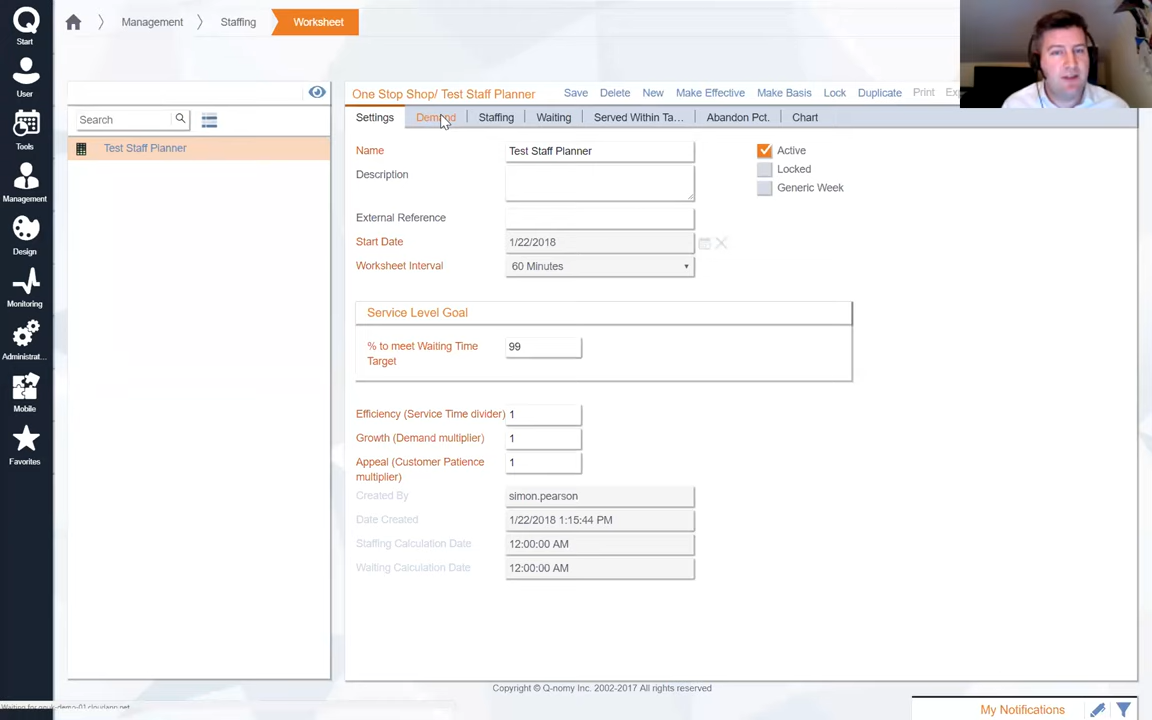 Start
User
Tools
Management
Design
Monitoring
Administrat...
Mobile
Favorites
Management
Staffing
Worksheet
Search
Test Staff Planner
One Stop Shop/ Test Staff Planner
Save Delete New Make Effective Make Basis Lock Duplicate Print
Settings Demand Staffing Waiting Served Within Ta... Abandon Pct. Chart
Name Test Staff Planner
Active
Description
Locked
Generic Week
External Reference
Start Date 1/22/2018
Worksheet Interval 60 Minutes
Service Level Goal
% to meet Waiting Time
Target
99
Efficiency (Service Time divider) 1
Growth (Demand multiplier) 1
Appeal (Customer Patience
multiplier)
1
Created By simon.pearson
Date Created 1/22/2018 1:15:44 PM
Staffing Calculation Date 12:00:00 AM
Waiting Calculation Date 12:00:00 AM
Copyright © Q-nomy Inc. 2002-2017 All rights reserved
My Notifications